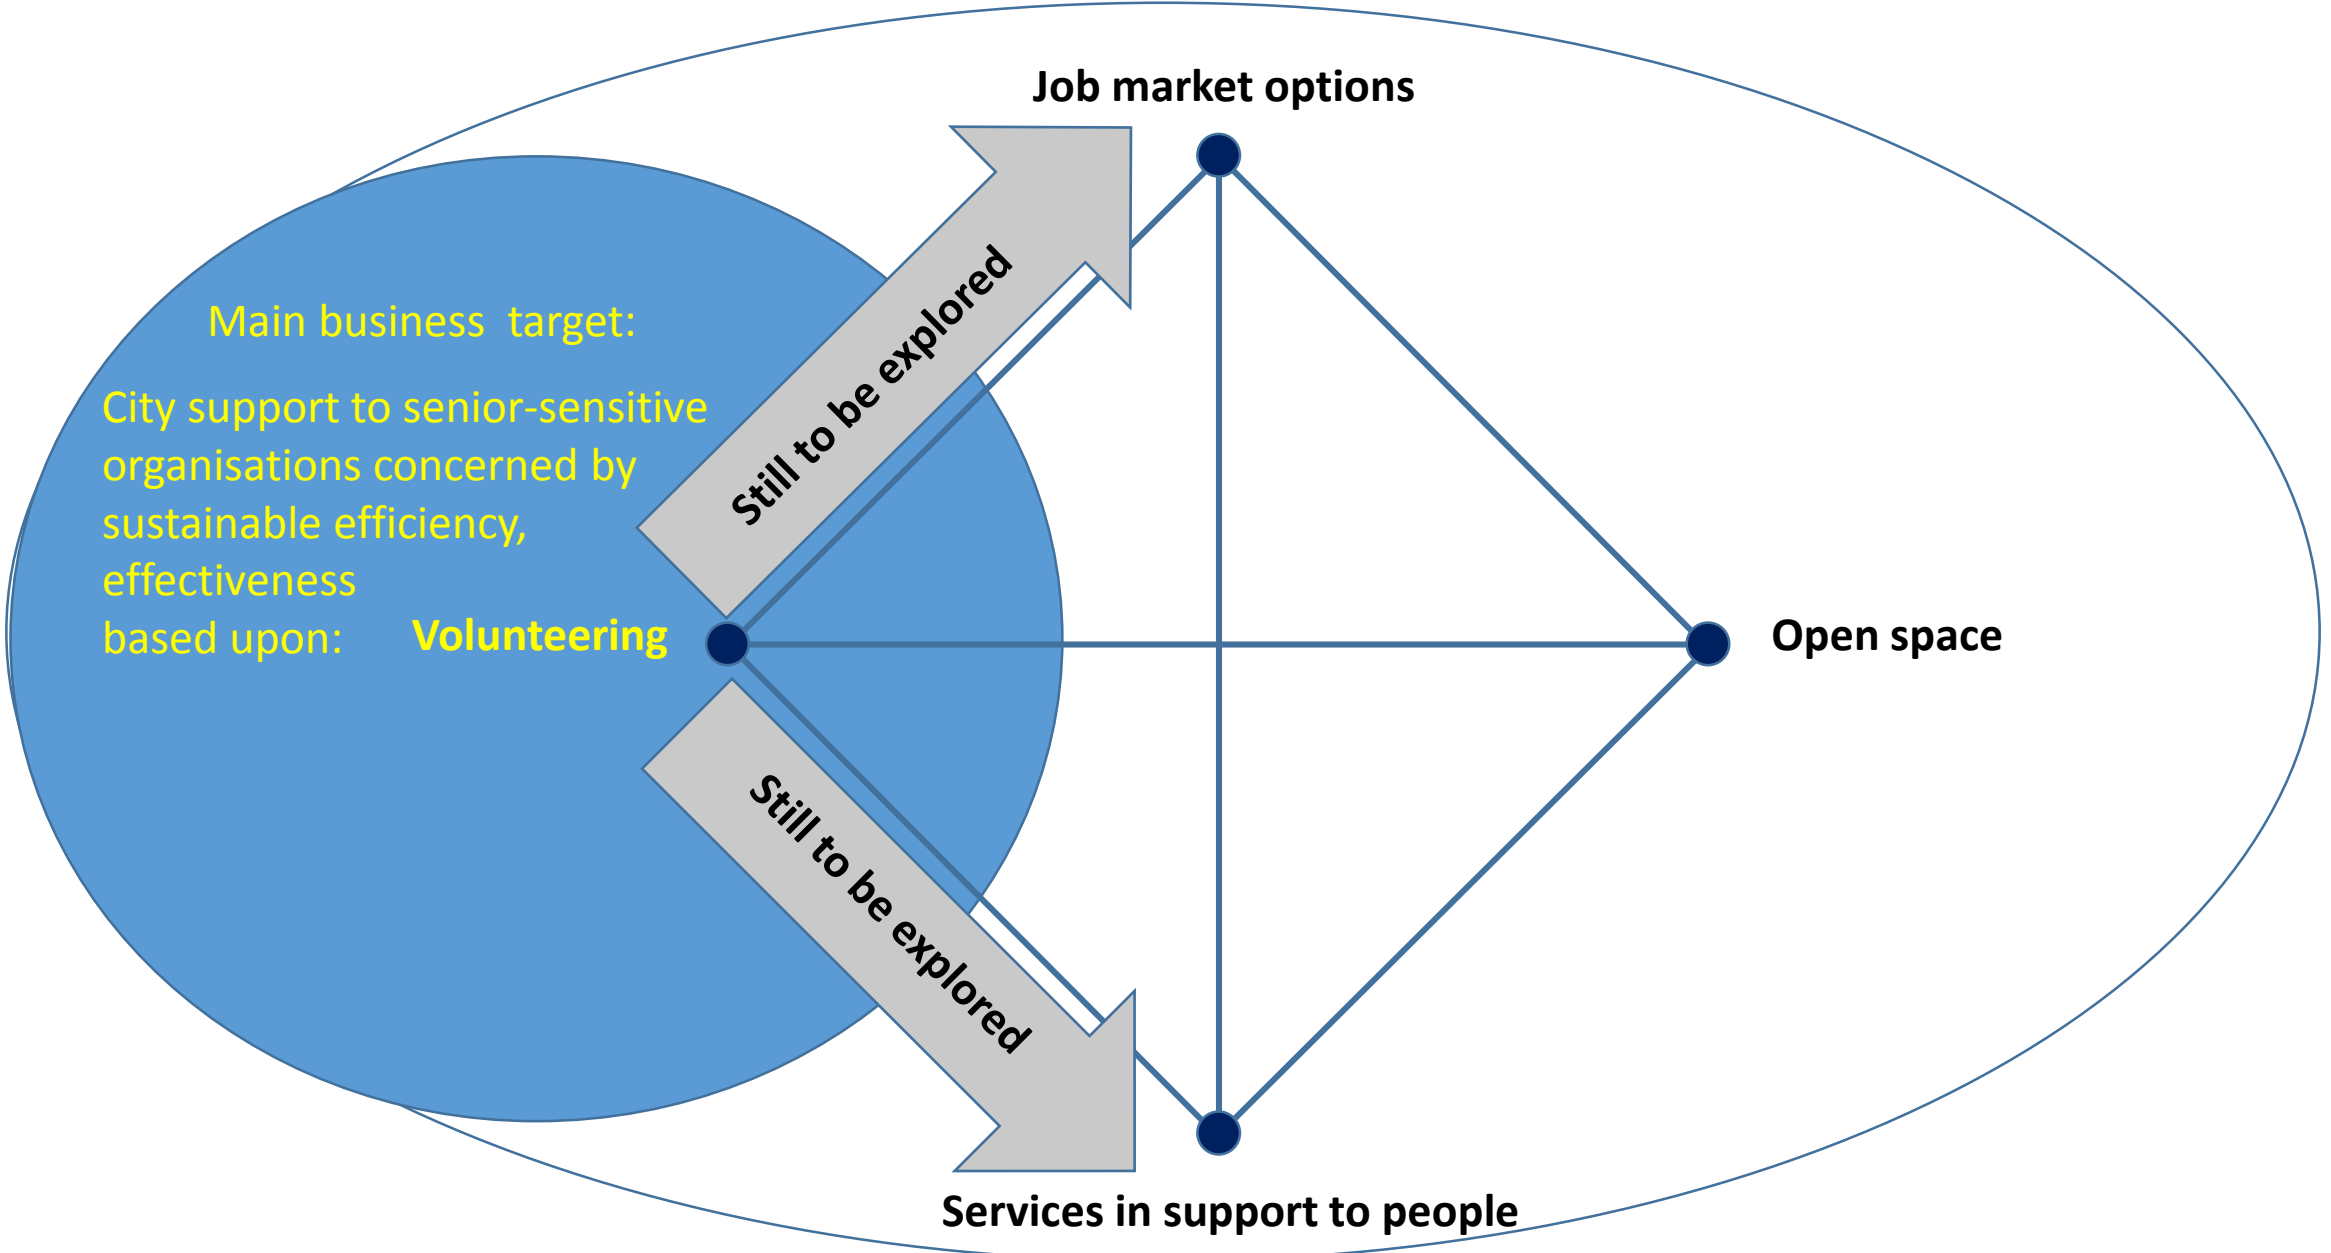 Job market options
Still to be explored
Main business  target:
City support to senior-sensitive
organisations concerned by
sustainable efficiency,
effectiveness
based upon: Volunteering
Open space
Still to be explored
Services in support to people